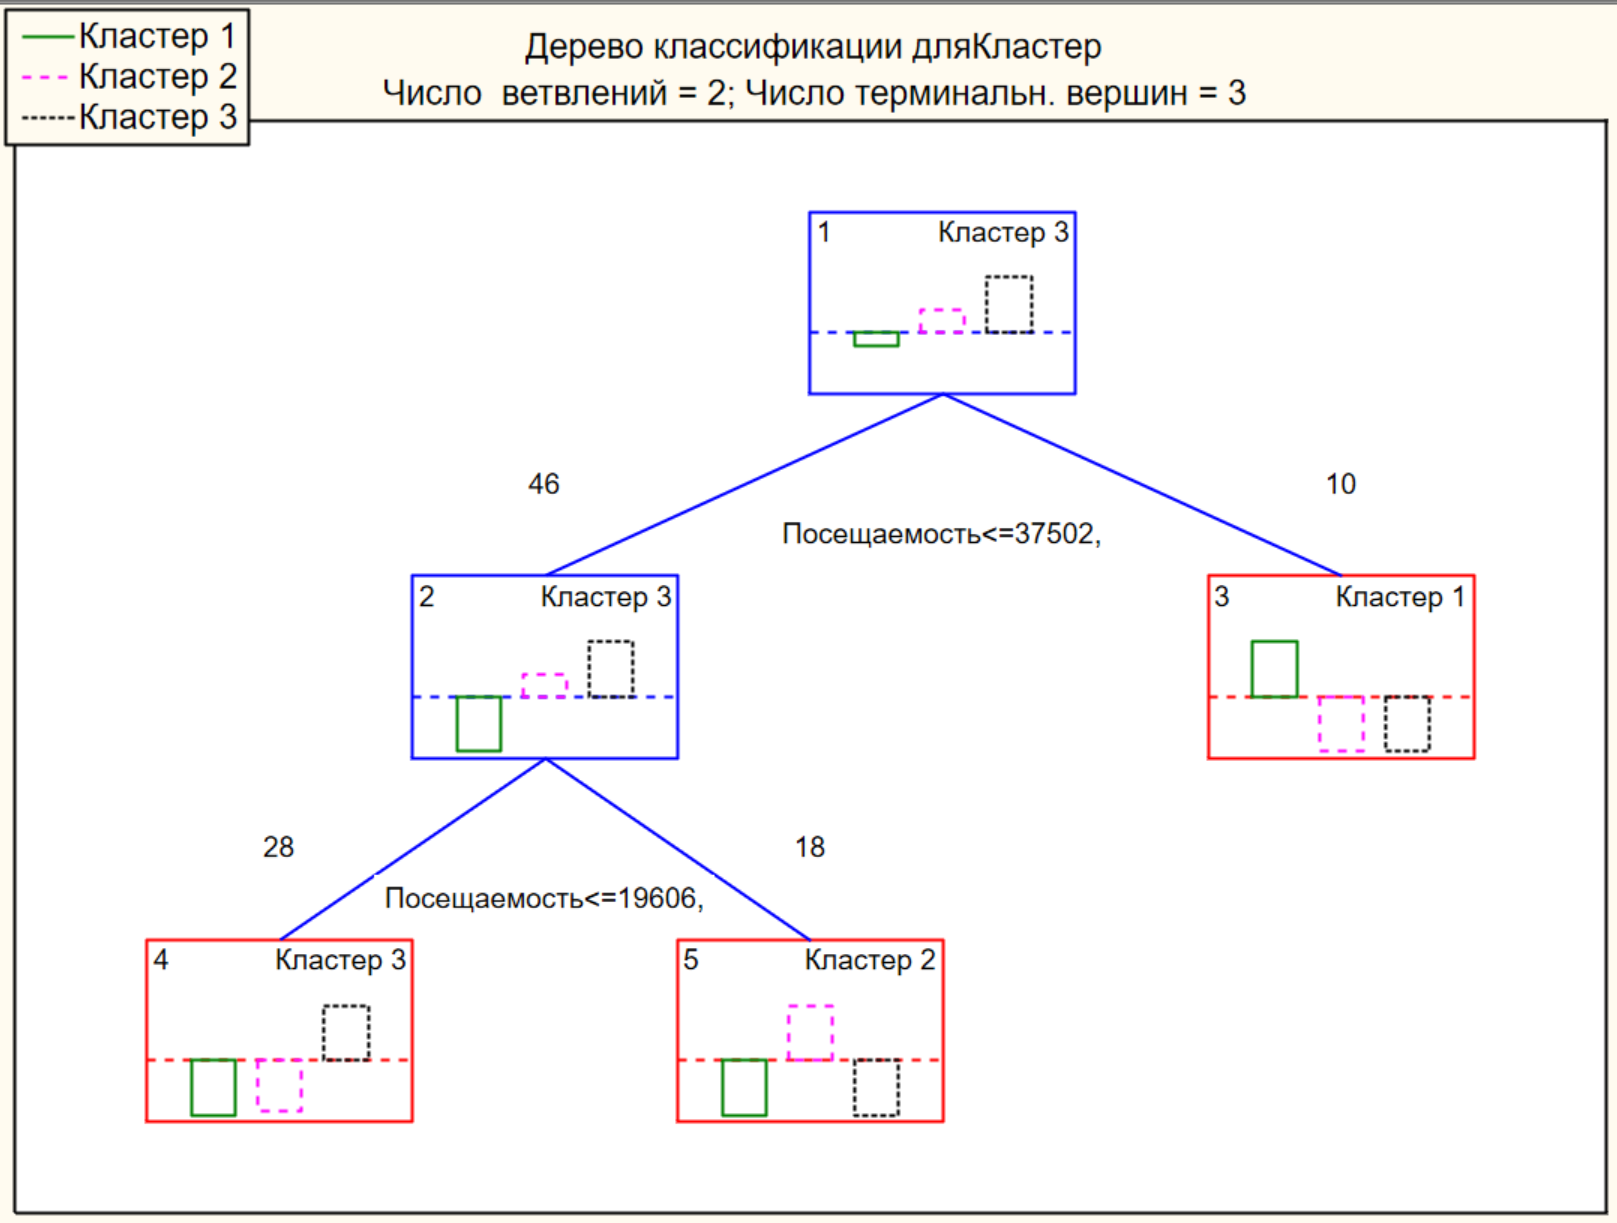 Кластер 1
Кластер 2
Кластер 3
Дерево классификации дляКластер
Число ветвлений = 2; Число терминальн. вершин = 3
1 Кластер 3
46
10
Посещаемость<=37502,
2 Кластер 3
3 Кластер 1
28
18
Посещаемость<=19606,
4 Кластер 3
5 Кластер 2